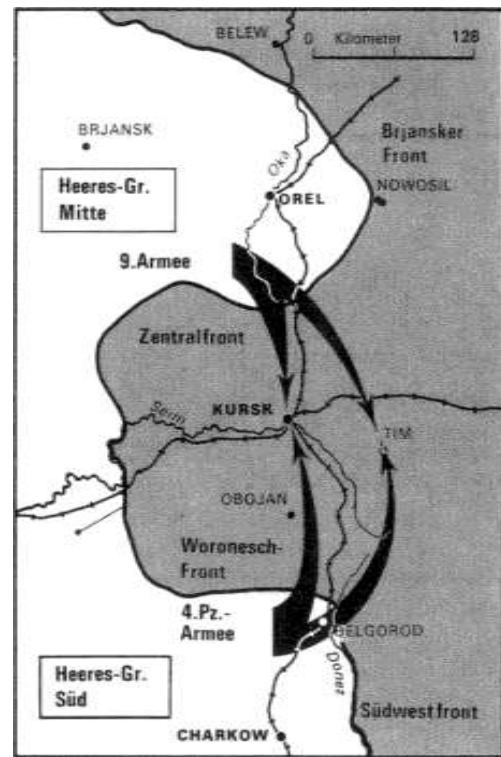 BELEW
0 Kilometer 128
BRJANSK
Brjansker
Front
Oka
Heeres-Gr.
Mitte
NOWOSIL
OREL
9.Armee
Zentralfront
Seim
KURSK
TIM
OBOJAN
Woronesch-
Front
4.Pz.-
Armee
BELGOROD
Heeres-Gr.
Süd
Donez
Südwestfront
CHARKOW